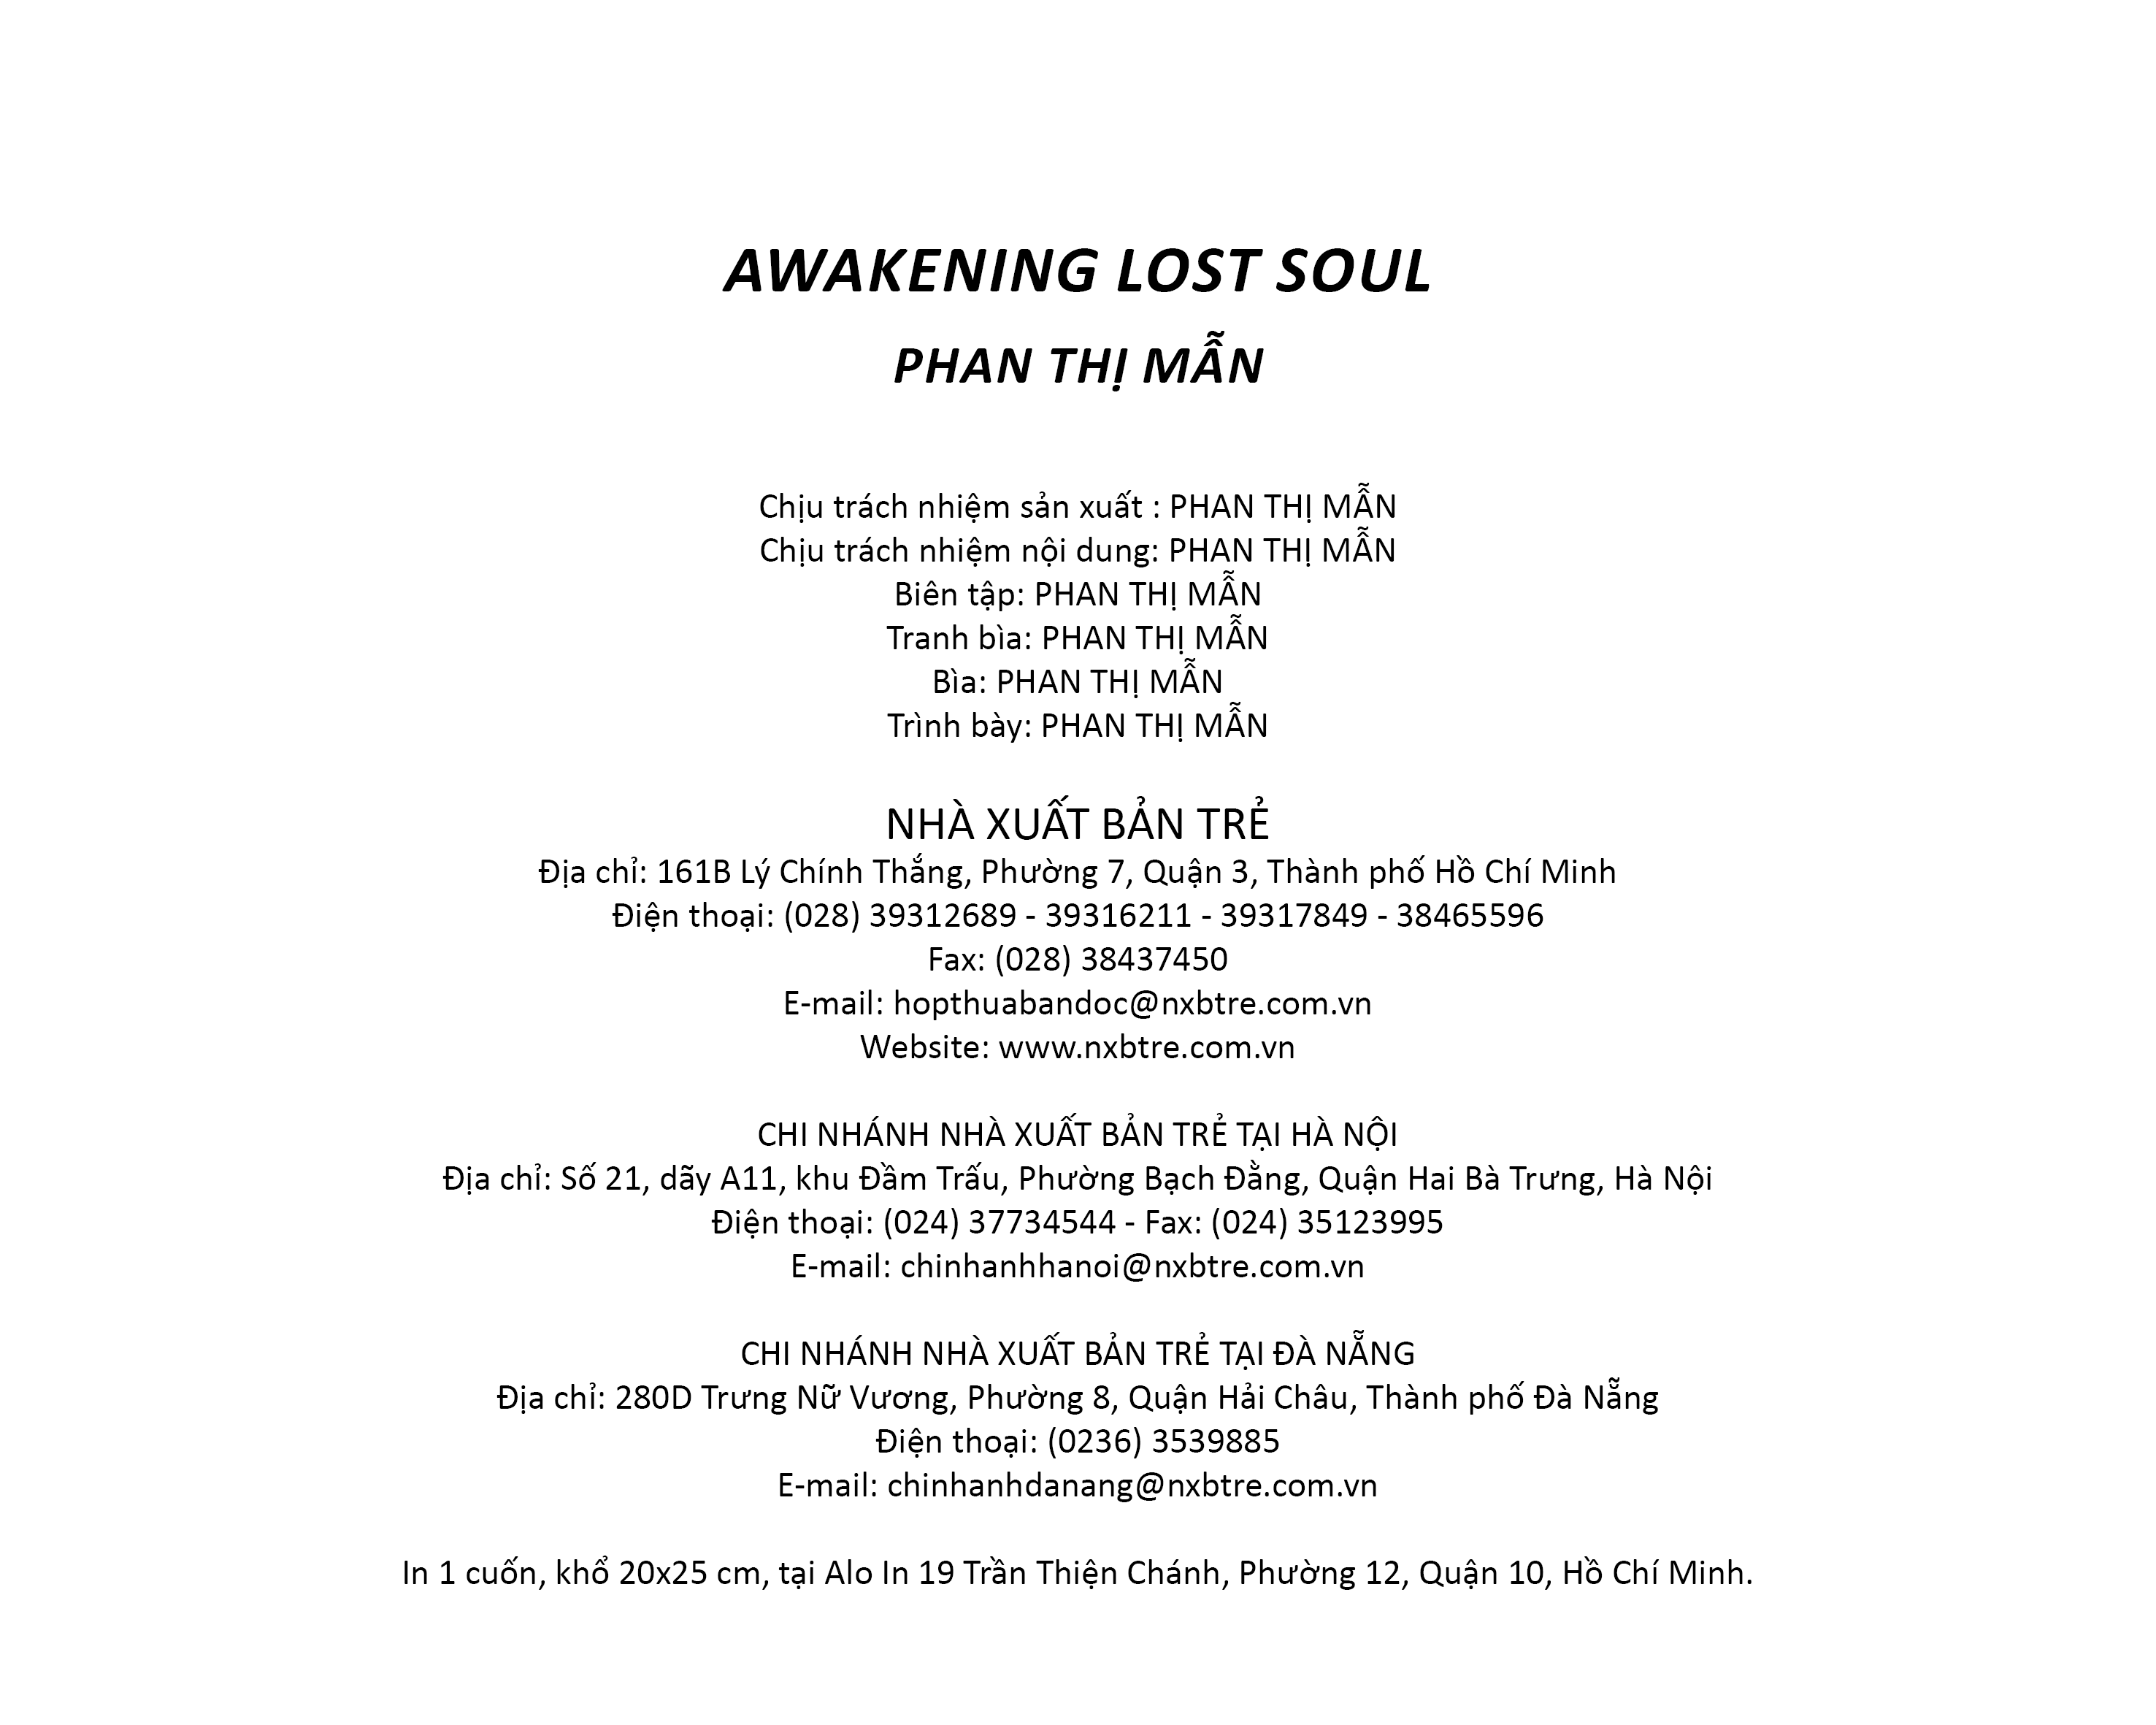 AWAKENING LOST SOUL
PHAN THỊ MẪN
Chịu trách nhiệm sản xuất : PHAN THỊ MẪN
Chịu trách nhiệm nội dung: PHAN THỊ MẪN
Biên tập: PHAN THỊ MẪN
Tranh bìa: PHAN THỊ MẪN
Bìa: PHAN THỊ MẪN
Trình bày: PHAN THỊ MẪN
NHÀ XUẤT BẢN TRẺ
Địa chỉ: 161B Lý Chính Thắng, Phường 7, Quận 3, Thành phố Hồ Chí Minh
Điện thoại: (028) 39312689 - 39316211 - 39317849 - 38465596
Fax: (028) 38437450
E-mail: hopthuabandoc@nxbtre.com.vn
Website: www.nxbtre.com.vn
CHI NHÁNH NHÀ XUẤT BẢN TRẺ TẠI HÀ NỘI
Địa chỉ: Số 21, dãy A11, khu Đầm Trấu, Phường Bạch Đằng, Quận Hai Bà Trưng, Hà Nội
Điện thoại: (024) 37734544 - Fax: (024) 35123995
E-mail: chinhanhhanoi@nxbtre.com.vn
CHI NHÁNH NHÀ XUẤT BẢN TRẺ TẠI ĐÀ NẴNG
Địa chỉ: 280D Trưng Nữ Vương, Phường 8, Quận Hải Châu, Thành phố Đà Nẵng
Điện thoại: (0236) 3539885
E-mail: chinhanhdanang@nxbtre.com.vn
In 1 cuốn, khổ 20x25 cm, tại Alo In 19 Trần Thiện Chánh, Phường 12, Quận 10, Hồ Chí Minh.